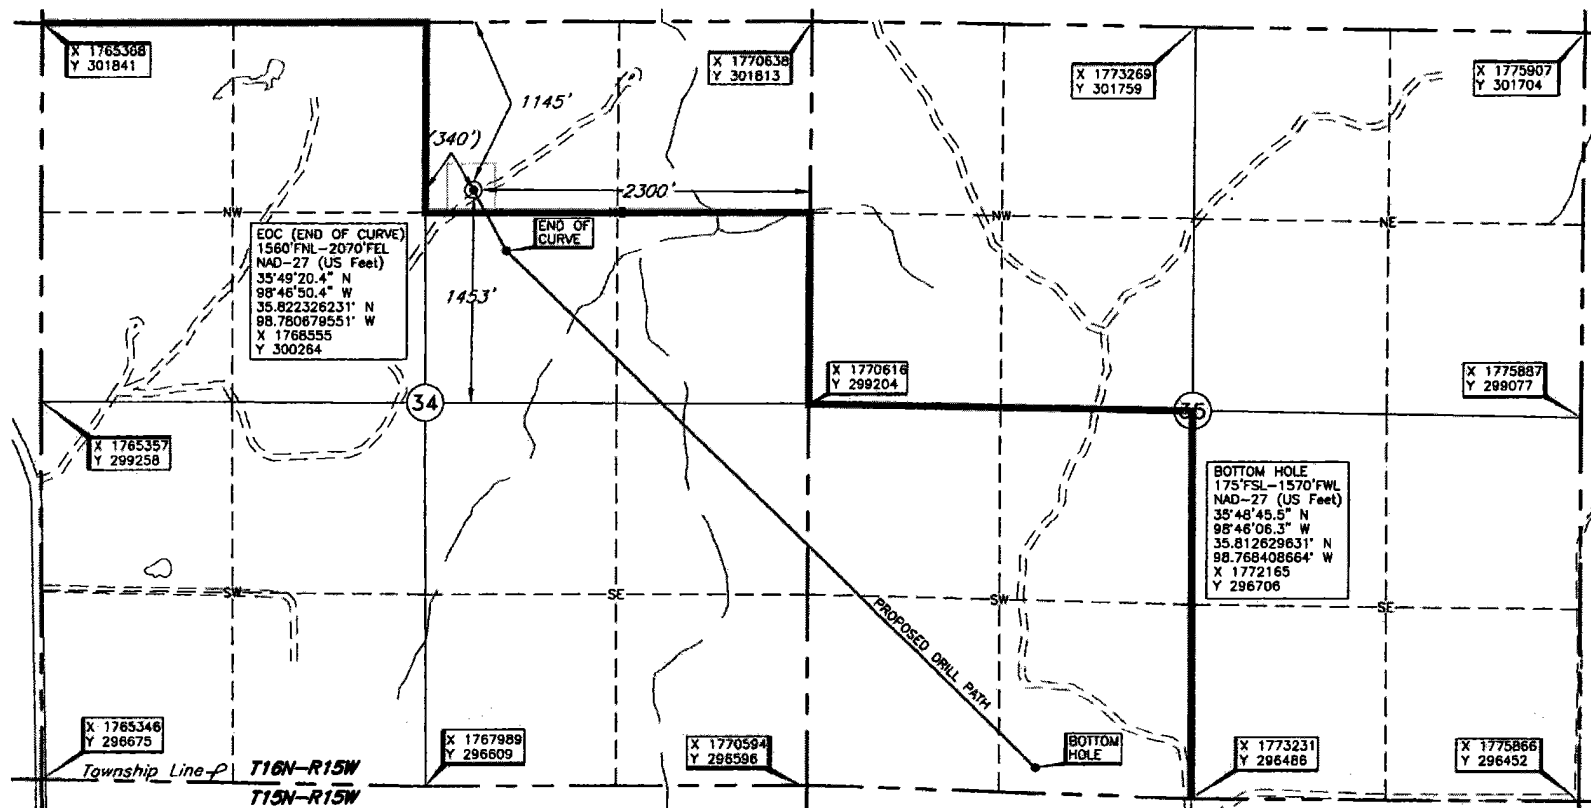 X 1765368
Y 301841
X 1770638
Y 301813
X 1773269
Y 301759
X 1775907
Y 301704
1145'
(340')
2300'
NW
NW
NE
EOC (END OF CURVE)
1560'FNL-2070'FEL
NAD-27 (US Feet)
35°49'20.4" N
98°46'50.4" W
35.822326231° N
98.780679551° W
X 1768555
Y 300264
END OF
CURVE
1453'
X 1770616
Y 299204
X 1775887
Y 299077
34
35
X 1765357
Y 299258
BOTTOM HOLE
175'FSL-1570'FWL
NAD-27 (US Feet)
35°48'45.5" N
98°46'06.3" W
35.812629631° N
98.768408664° W
X 1772165
Y 296706
SW
SE
SW
SE
PROPOSED DRILL PATH
X 1765346
Y 296675
X 1767989
Y 296609
X 1770594
Y 296596
BOTTOM
HOLE
X 1773231
Y 296486
X 1775866
Y 296452
Township Line
T16N-R15W
T15N-R15W